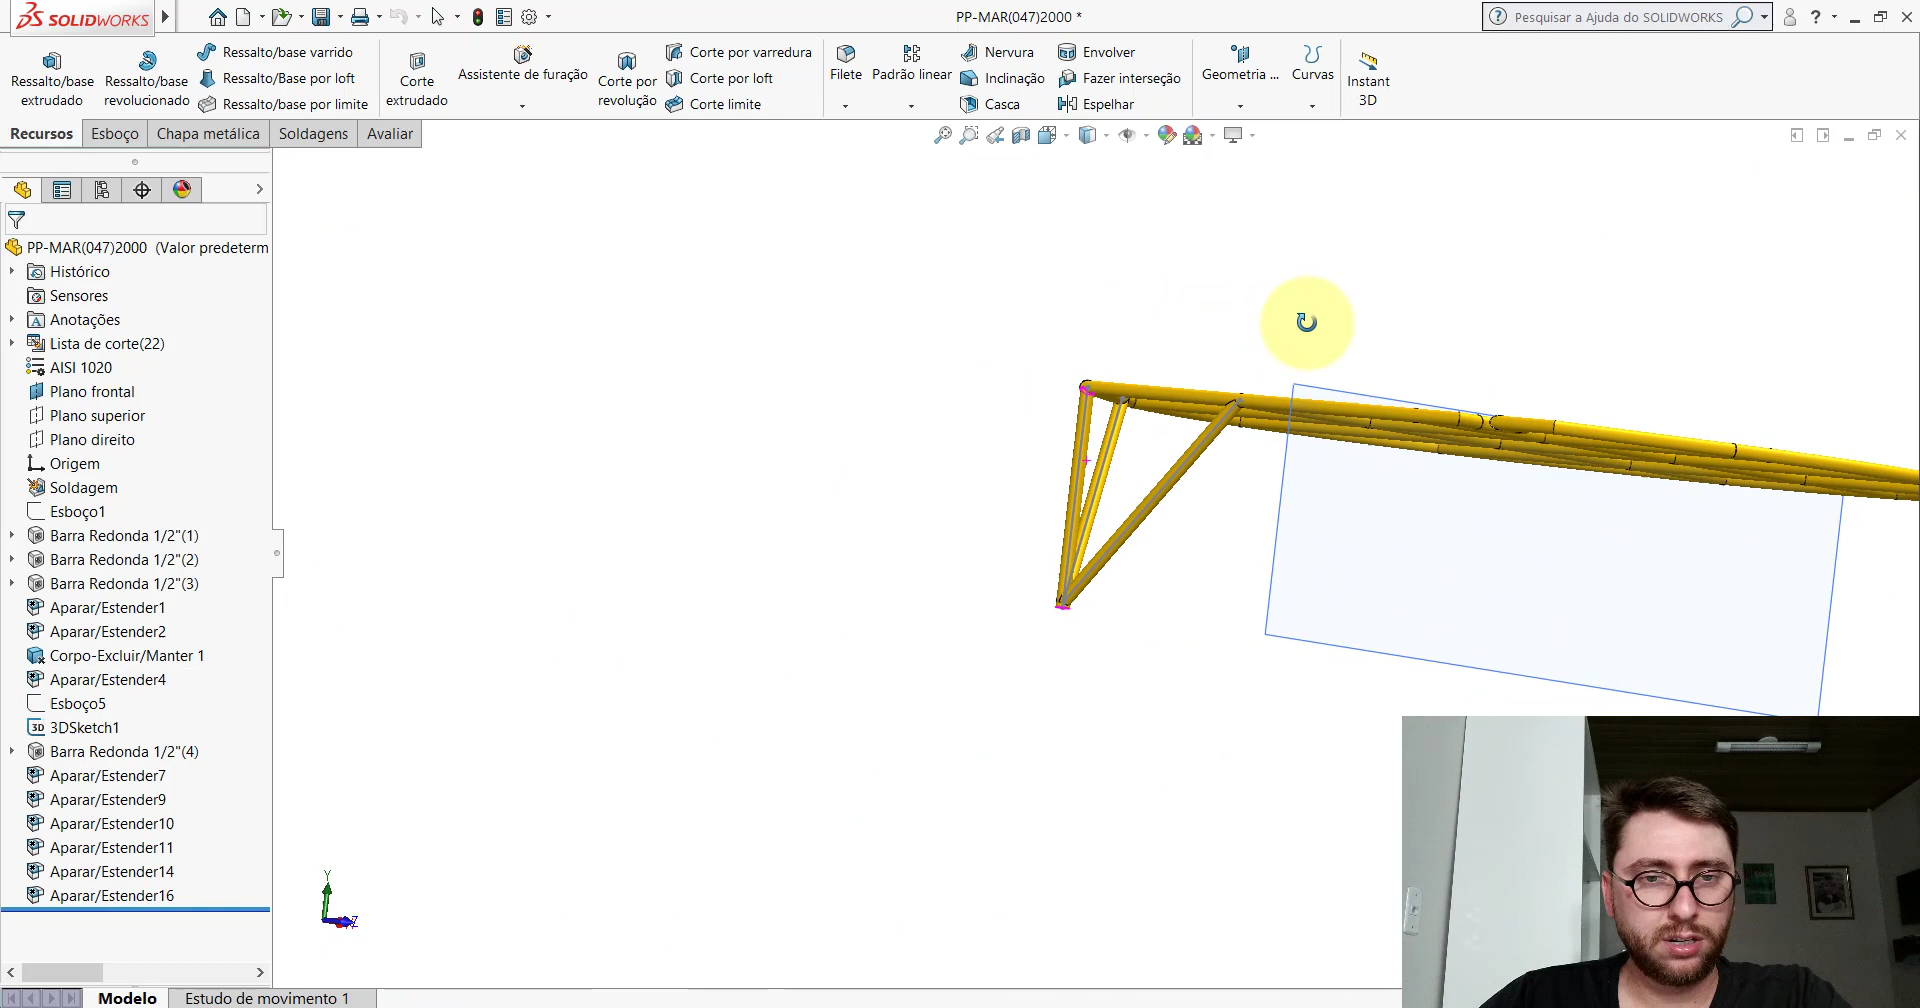 SOLIDWORKS
PP-MAR(047)2000 *
Pesquisar a Ajuda do SOLIDWORKS
Ressalto/base extrudado
Ressalto/base revolucionado
Ressalto/base varrido
Ressalto/Base por loft
Ressalto/base por limite
Corte extrudado
Assistente de furação
Corte por revolução
Corte por varredura
Corte por loft
Corte limite
Filete
Padrão linear
Nervura
Inclinação
Casca
Envolver
Fazer interseção
Espelhar
Geometria ...
Curvas
Instant 3D
Recursos
Esboço
Chapa metálica
Soldagens
Avaliar
PP-MAR(047)2000 (Valor predeterm
Histórico
Sensores
Anotações
Lista de corte(22)
AISI 1020
Plano frontal
Plano superior
Plano direito
Origem
Soldagem
Esboço1
Barra Redonda 1/2"(1)
Barra Redonda 1/2"(2)
Barra Redonda 1/2"(3)
Aparar/Estender1
Aparar/Estender2
Corpo-Excluir/Manter 1
Aparar/Estender4
Esboço5
3D 3DSketch1
Barra Redonda 1/2"(4)
Aparar/Estender7
Aparar/Estender9
Aparar/Estender10
Aparar/Estender11
Aparar/Estender14
Aparar/Estender16
Y
Z
Modelo
Estudo de movimento 1